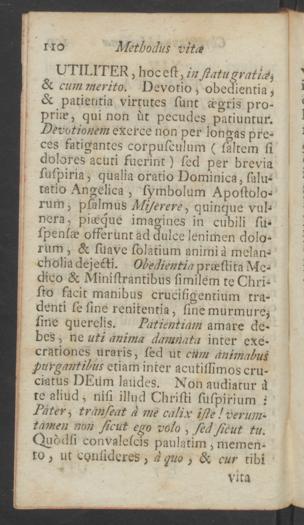 110 Methodus vitæ
UTILITER, hoc est, in statu gratiæ,
& cum merito. Devotio, obedientia,
& patientia virtutes sunt ægris pro-
priæ, qui non ùt pecudes patiuntur.
Devotionem exerce non per longas pre-
ces fatigantes corpusculum (saltem si
dolores acuti fuerint) sed per brevia
suspiria, qualia oratio Dominica, salu-
tatio Angelica, symbolum Apostolo-
rum, psalmus Miserere, quinque vul-
nera, piæque imagines in cubili su-
spensæ offerunt ad dulce lenimen dolo-
rum, & suave solatium animi à melan-
cholia dejecti. Obedientia præstita Me-
dico & Ministrantibus similem te Chri-
sto facit manibus crucifigentium tra-
denti se sine renitentia, sine murmure,
sine querelis. Patientiam amare de-
bes, ne uti anima damnata inter exe-
crationes uraris, sed ut cum animabus
purgantibus etiam inter acutissimos cru-
ciatus DEum laudes. Non audiatur à
te aliud, nisi illud Christi suspirium:
Pater, transeat à me calix iste! verum-
tamen non sicut ego volo, sed sicut tu.
Quòdsi convalescis paulatim, memen-
to, ut consideres, à quo, & cur tibi
vita